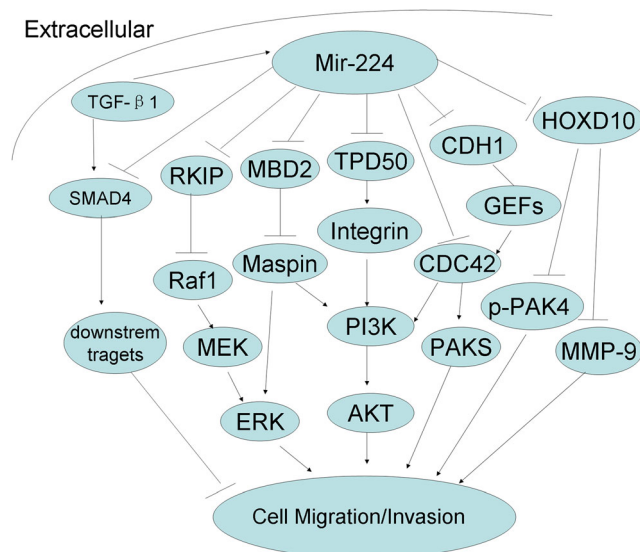 Extracellular
Mir-224
TGF-β1
HOXD10
CDH1
RKIP
MBD2
TPD50
SMAD4
GEFs
Integrin
Maspin
CDC42
Raf1
p-PAK4
PI3K
downstrem
tragets
MEK
PAKS
MMP-9
AKT
ERK
Cell Migration/Invasion